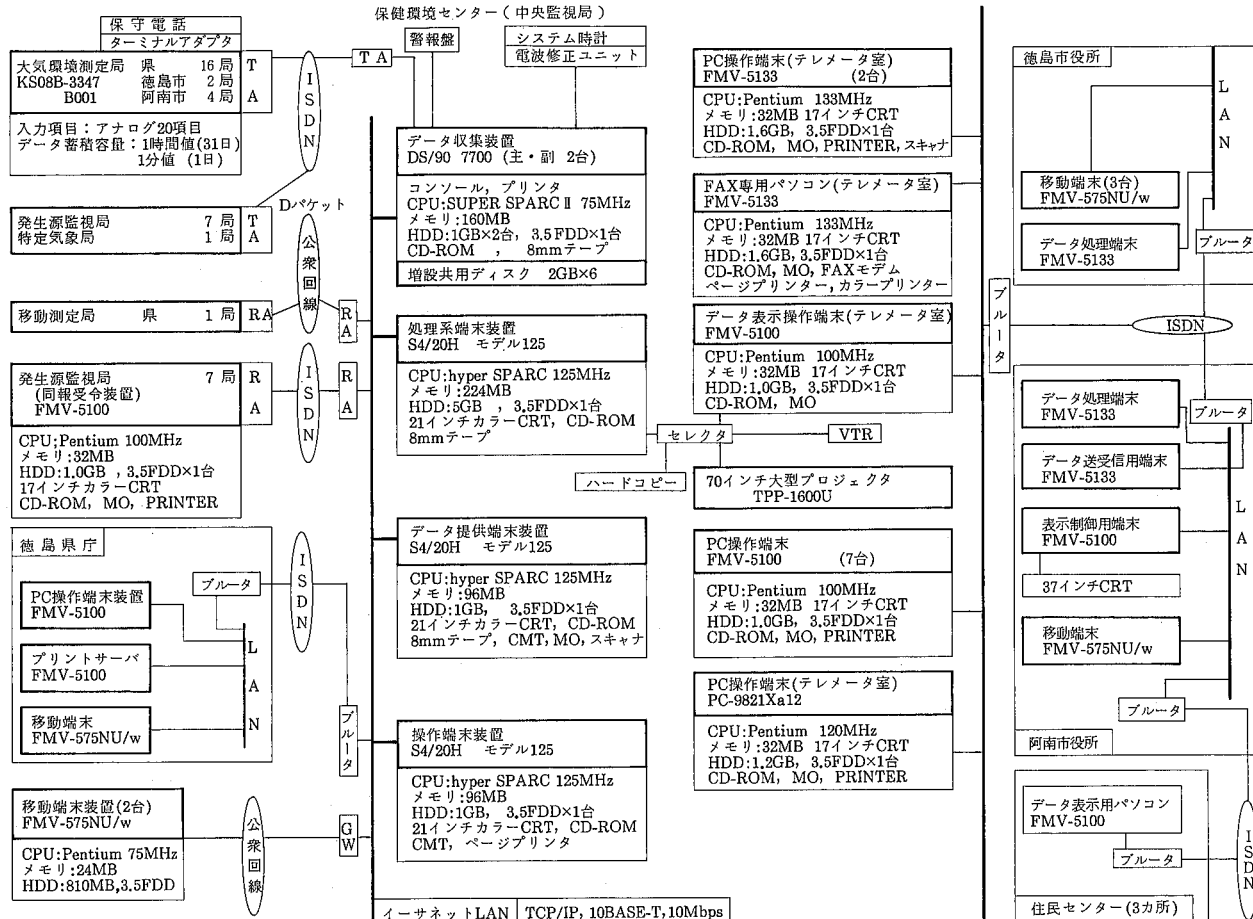 保健環境センター(中央監視局)
保守電話
ターミナルアダプタ
大気環境測定局 県 16局
KS08B-3347 徳島市 2局
B001 阿南市 4局
T
A
入力項目:アナログ20項目
データ蓄積容量:1時間値(31日)
1分値 (1日)
発生源監視局 7局
特定気象局 1局
T
A
移動測定局 県 1局
RA
発生源監視局 7局
(同報受令装置)
FMV-5100
R
A
CPU:Pentium 100MHz
メモリ:32MB
HDD:1.0GB ,3.5FDD×1台
17インチカラーCRT
CD-ROM, MO, PRINTER
徳島県庁
PC操作端末装置
FMV-5100
プリントサーバ
FMV-5100
移動端末
FMV-575NU/w
ブルータ
LAN
移動端末装置(2台)
FMV-575NU/w
CPU:Pentium 75MHz
メモリ:24MB
HDD:810MB,3.5FDD
ISDN
Dパケット
公衆回線
ISDN
ISDN
公衆回線
TA
RA
RA
ブルータ
GW
警報盤
システム時計
電波修正ユニット
データ収集装置
DS/90 7700 (主・副 2台)
コンソール, プリンタ
CPU:SUPER SPARCⅡ 75MHz
メモリ:160MB
HDD:1GB×2台, 3.5FDD×1台
CD-ROM , 8mmテープ
増設共用ディスク 2GB×6
処理系端末装置
S4/20H モデル125
CPU:hyper SPARC 125MHz
メモリ:224MB
HDD:5GB , 3.5FDD×1台
21インチカラーCRT, CD-ROM
8mmテープ
データ提供端末装置
S4/20H モデル125
CPU:hyper SPARC 125MHz
メモリ:96MB
HDD:1GB, 3.5FDD×1台
21インチカラーCRT, CD-ROM
8mmテープ, CMT, MO, スキャナ
操作端末装置
S4/20H モデル125
CPU:hyper SPARC 125MHz
メモリ:96MB
HDD:1GB, 3.5FDD×1台
21インチカラーCRT, CD-ROM
CMT, ページプリンタ
イーサネットLAN TCP/IP, 10BASE-T,10Mbps
PC操作端末(テレメータ室)
FMV-5133 (2台)
CPU:Pentium 133MHz
メモリ:32MB 17インチCRT
HDD:1.6GB, 3.5FDD×1台
CD-ROM, MO, PRINTER, スキャナ
FAX専用パソコン(テレメータ室)
FMV-5133
CPU:Pentium 133MHz
メモリ:32MB 17インチCRT
HDD:1.6GB, 3.5FDD×1台
CD-ROM, MO, FAXモデム
ページプリンター, カラープリンター
データ表示操作端末(テレメータ室)
FMV-5100
CPU:Pentium 100MHz
メモリ:32MB 17インチCRT
HDD:1.0GB, 3.5FDD×1台
CD-ROM, MO
セレクタ
VTR
ハードコピー
70インチ大型プロジェクタ
TPP-1600U
PC操作端末
FMV-5100 (7台)
CPU:Pentium 100MHz
メモリ:32MB 17インチCRT
HDD:1.0GB, 3.5FDD×1台
CD-ROM, MO, PRINTER
PC操作端末(テレメータ室)
PC-9821Xa12
CPU:Pentium 120MHz
メモリ:32MB 17インチCRT
HDD:1.2GB, 3.5FDD×1台
CD-ROM, MO, PRINTER
ブルータ
ISDN
徳島市役所
LAN
移動端末(3台)
FMV-575NU/w
データ処理端末
FMV-5133
ブルータ
データ処理端末
FMV-5133
ブルータ
データ送受信用端末
FMV-5133
表示制御用端末
FMV-5100
37インチCRT
移動端末
FMV-575NU/w
LAN
ブルータ
阿南市役所
データ表示用パソコン
FMV-5100
ブルータ
ISDN
住民センター(3カ所)